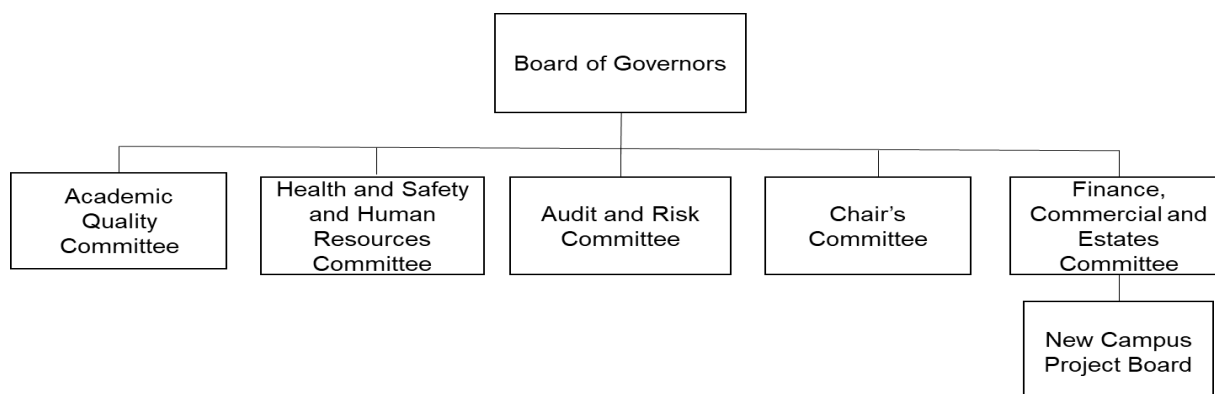 Board of Governors
Academic
Quality
Committee
Health and Safety
and Human
Resources
Committee
Audit and Risk
Committee
Chair’s
Committee
Finance,
Commercial and
Estates
Committee
New Campus
Project Board